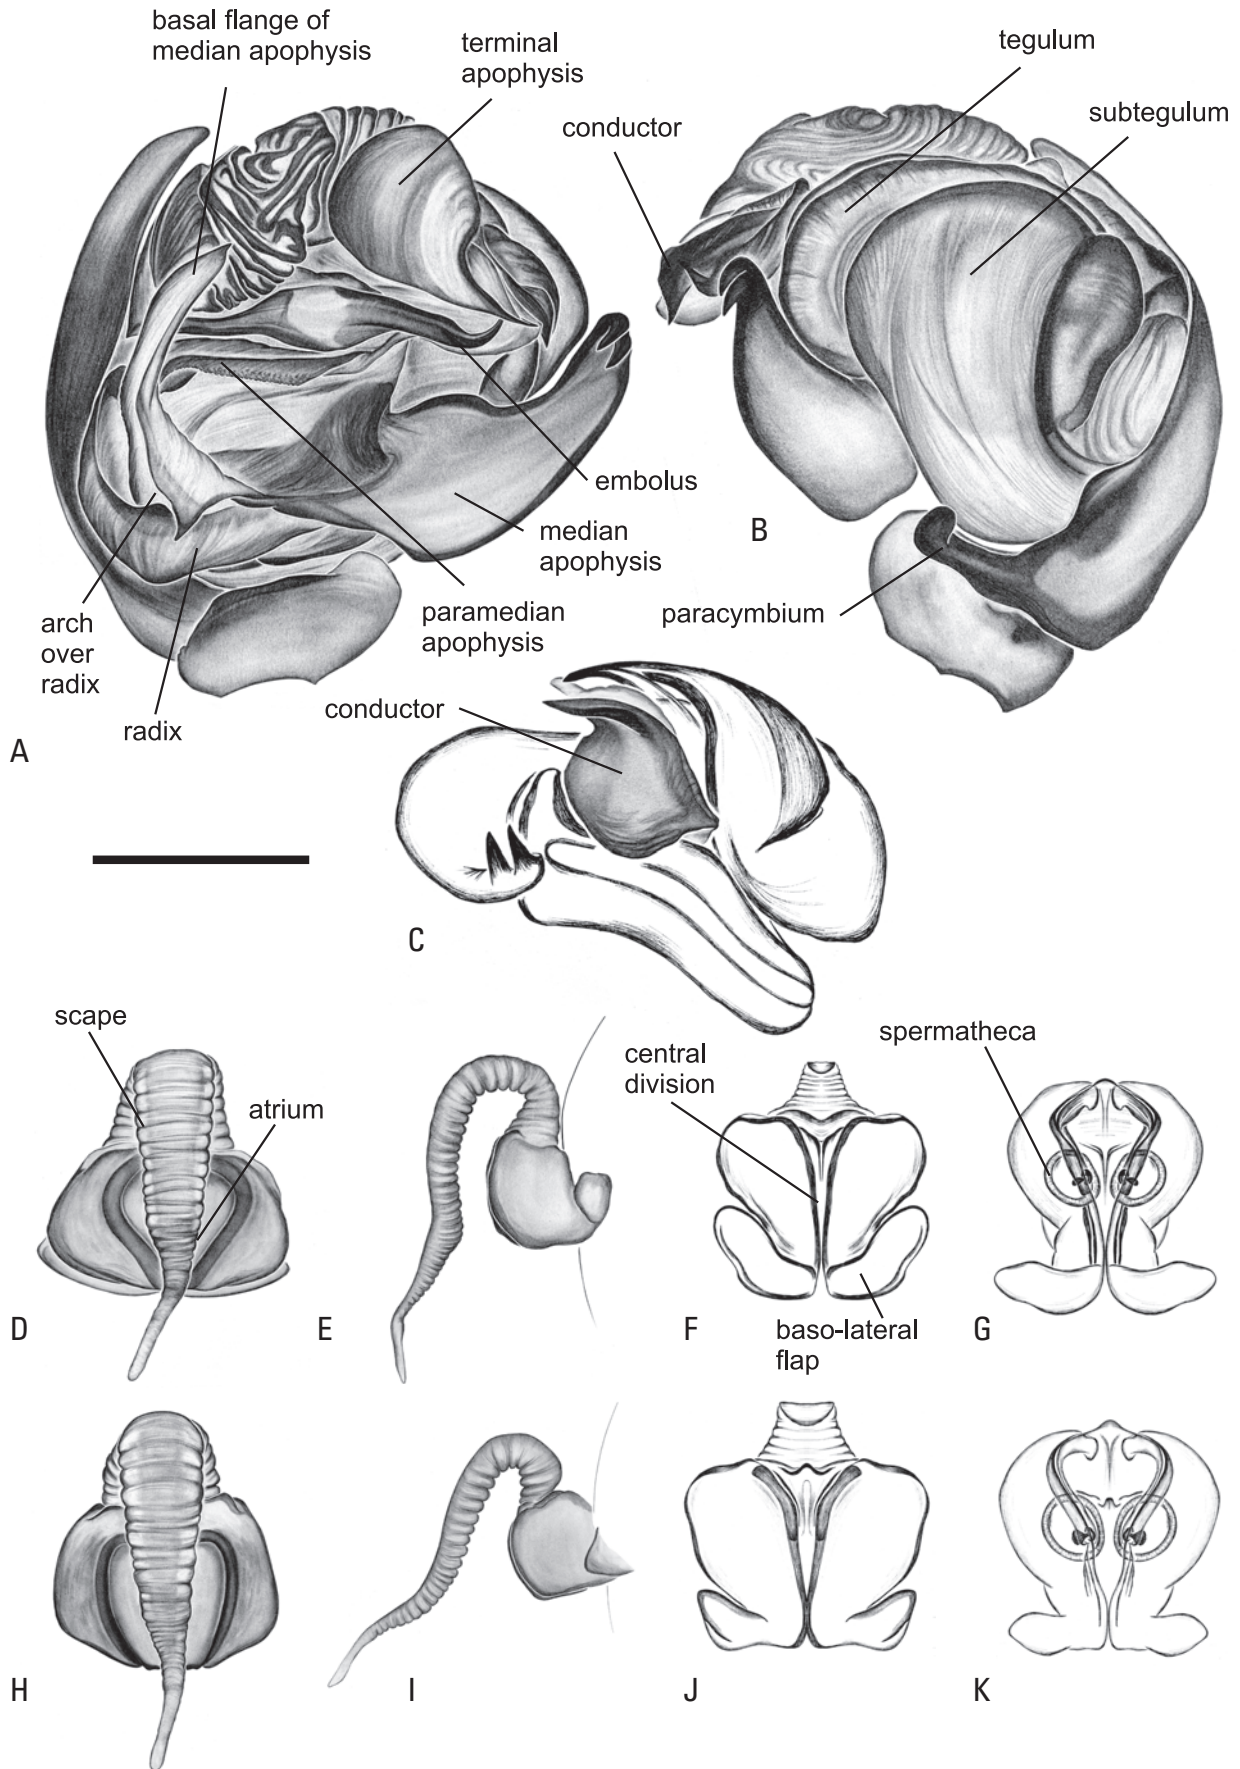 basal flange of
median apophysis
terminal
apophysis
tegulum
conductor
subtegulum
embolus
median
apophysis
B
arch
over
radix
paramedian
apophysis
paracymbium
radix
conductor
A
C
scape
atrium
central
division
spermatheca
D
E
F
baso-lateral
flap
G
H
I
J
K